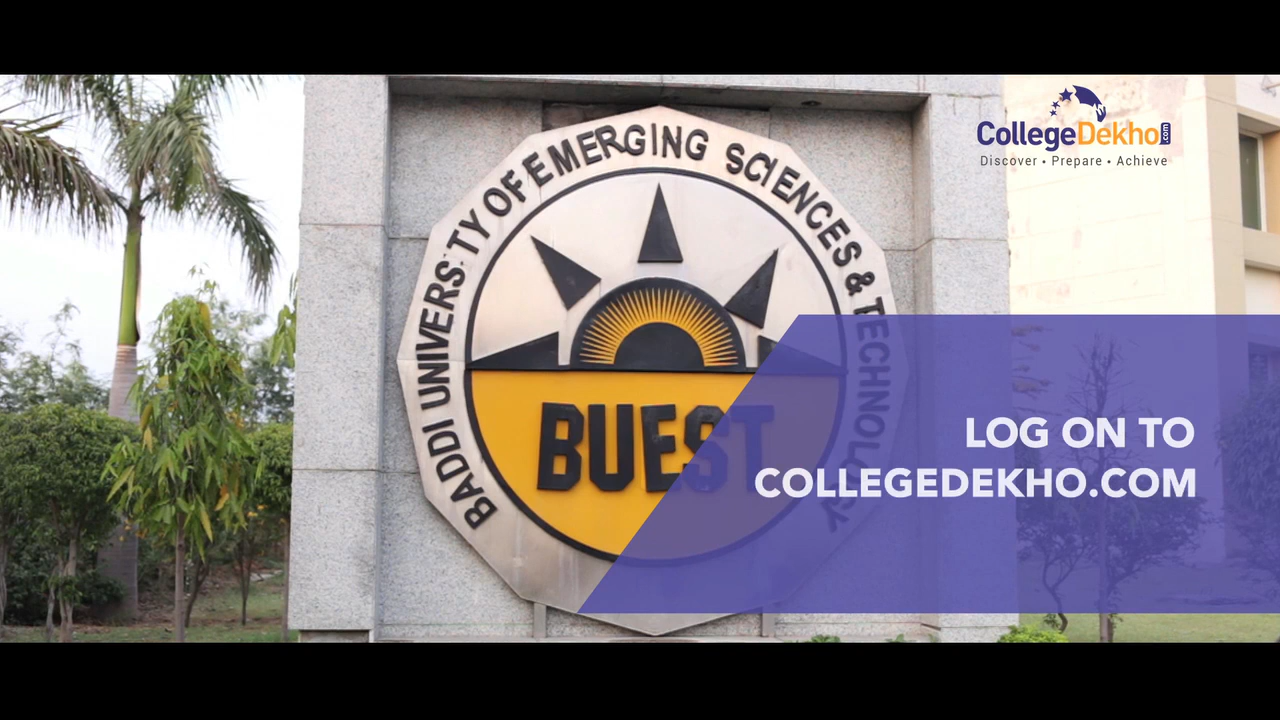 CollegeDekho.com
Discover • Prepare • Achieve
BADDI UNIVERSITY OF EMERGING SCIENCES & TECHNOLOGY
BUEST
LOG ON TO
COLLEGEDEKHO.COM